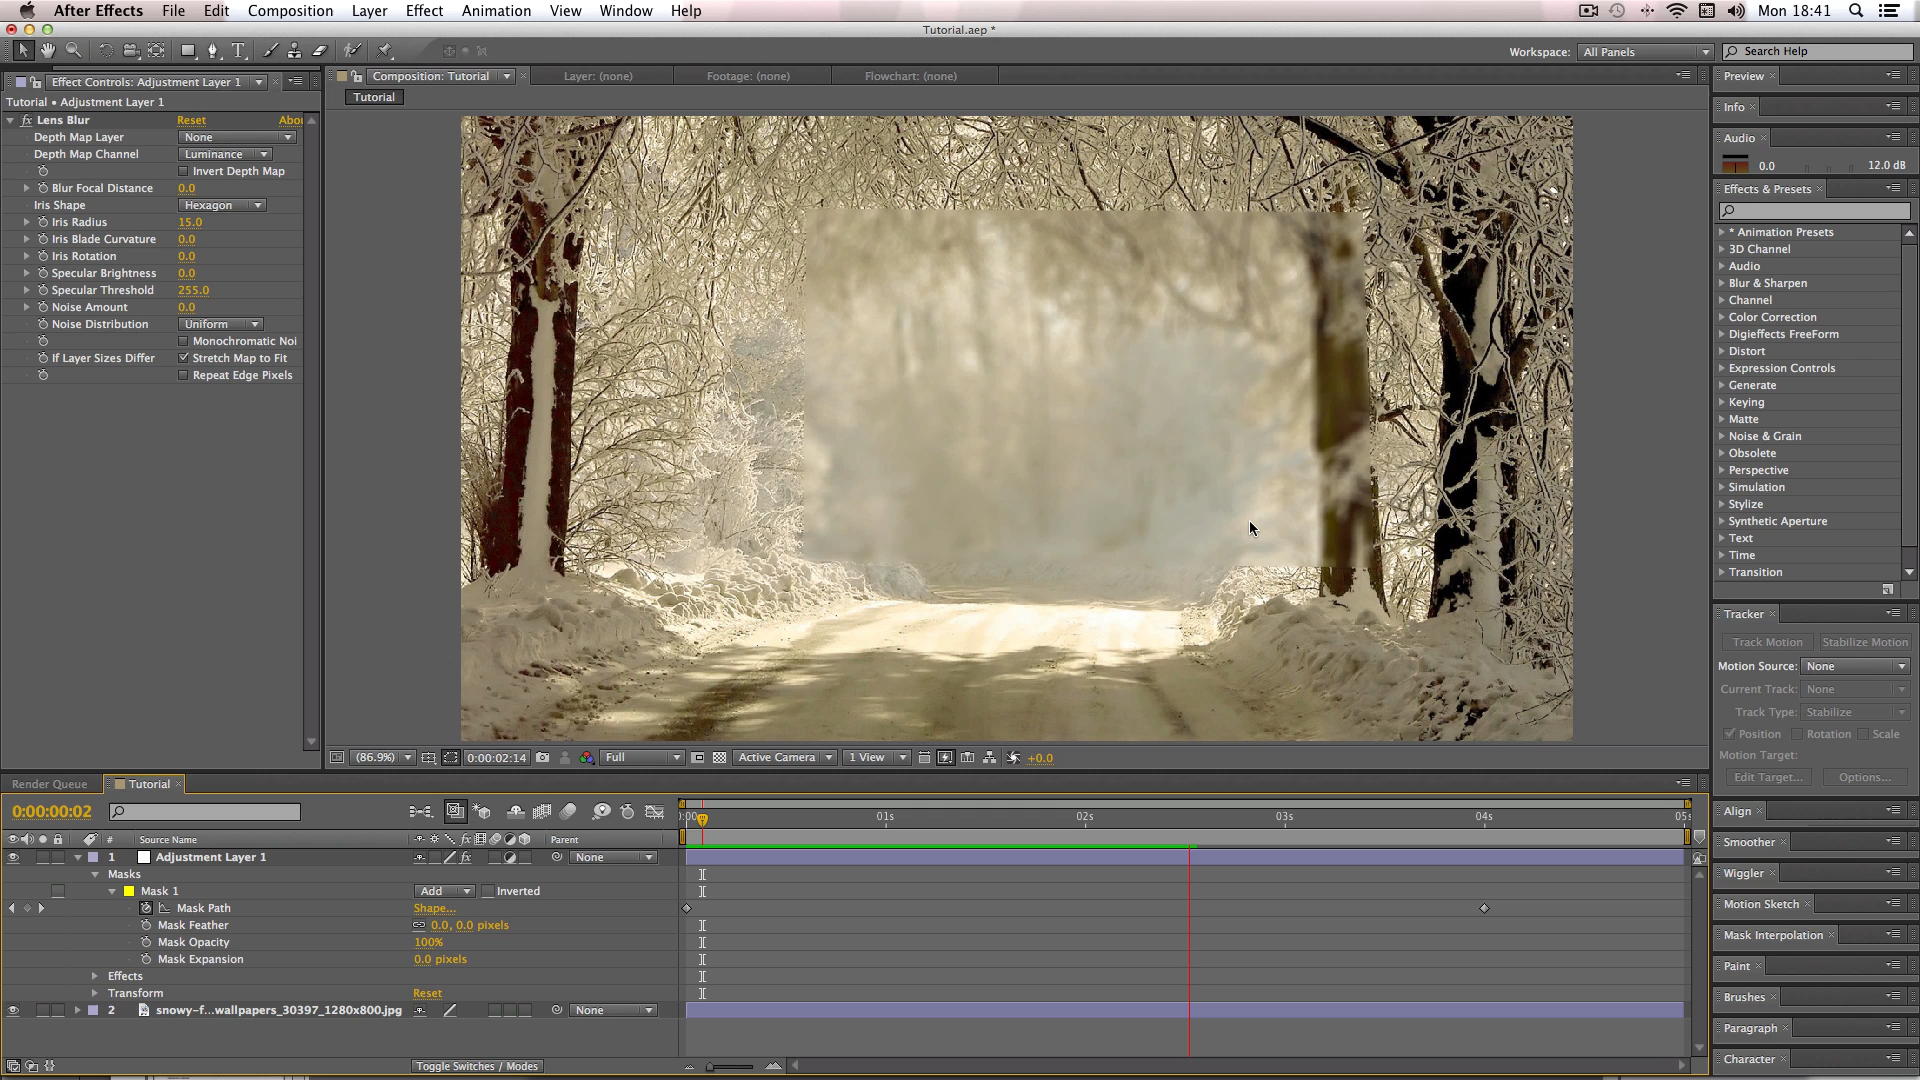 After Effects File Edit Composition Layer Effect Animation View Window Help Mon 18:41
Tutorial.aep *
Workspace: All Panels Search Help
Effect Controls: Adjustment Layer 1
Tutorial • Adjustment Layer 1
Lens Blur Reset Abou
Depth Map Layer None
Depth Map Channel Luminance
Invert Depth Map
Blur Focal Distance 0.0
Iris Shape Hexagon
Iris Radius 15.0
Iris Blade Curvature 0.0
Iris Rotation 0.0
Specular Brightness 0.0
Specular Threshold 255.0
Noise Amount 0.0
Noise Distribution Uniform
Monochromatic Noi
If Layer Sizes Differ Stretch Map to Fit
Repeat Edge Pixels
Composition: Tutorial Layer: (none) Footage: (none) Flowchart: (none)
Tutorial
(86.9%) 0:00:02:14 Full Active Camera 1 View +0.0
Preview
Info
Audio
0.0 12.0 dB
Effects & Presets
* Animation Presets
3D Channel
Audio
Blur & Sharpen
Channel
Color Correction
Digieffects FreeForm
Distort
Expression Controls
Generate
Keying
Matte
Noise & Grain
Obsolete
Perspective
Simulation
Stylize
Synthetic Aperture
Text
Time
Transition
Tracker
Track Motion Stabilize Motion
Motion Source: None
Current Track: None
Track Type: Stabilize
Position Rotation Scale
Motion Target:
Edit Target... Options...
Align
Smoother
Wiggler
Motion Sketch
Mask Interpolation
Paint
Brushes
Paragraph
Character
Render Queue Tutorial
0:00:00:02
):00 01s 02s 03s 04s 05s
# Source Name fx Parent
1 Adjustment Layer 1 fx None
Masks
Mask 1 Add Inverted
Mask Path Shape...
Mask Feather 0.0, 0.0 pixels
Mask Opacity 100%
Mask Expansion 0.0 pixels
Effects
Transform Reset
2 snowy-f...wallpapers_30397_1280x800.jpg None
Toggle Switches / Modes